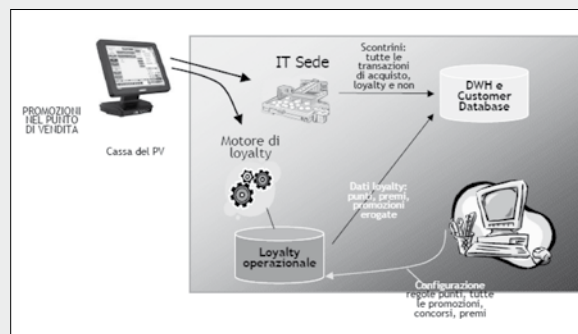 PROMOZIONI
NEL PUNTO
DI VENDITA
Cassa del PV
IT Sede
Scontrini:
tutte le
transazioni
di acquisto,
loyalty e non
DWH e
Customer
Database
Motore di
loyalty
Dati loyalty:
punti, premi,
promozioni
erogate
Loyalty
operazionale
Configurazione
regole punti, tutte
le promozioni,
concorsi, premi